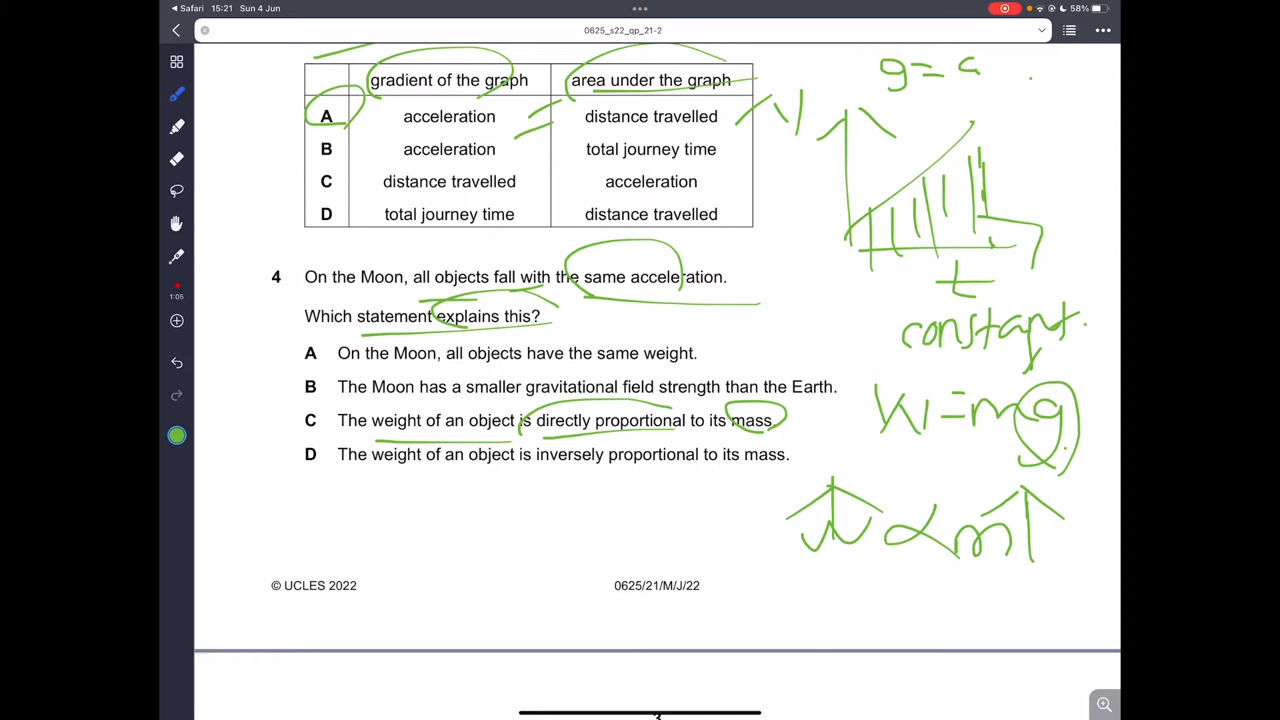 Safari 15:21 Sun 4 Jun
58%
0625_s22_qp_21-2
gradient of the graph area under the graph
A acceleration distance travelled
B acceleration total journey time
C distance travelled acceleration
D total journey time distance travelled
g = a
v
t
constant.
4 On the Moon, all objects fall with the same acceleration.
Which statement explains this?
A On the Moon, all objects have the same weight.
B The Moon has a smaller gravitational field strength than the Earth.
C The weight of an object is directly proportional to its mass.
D The weight of an object is inversely proportional to its mass.
W = mg
W ∝ m
1:05
© UCLES 2022 0625/21/M/J/22
3